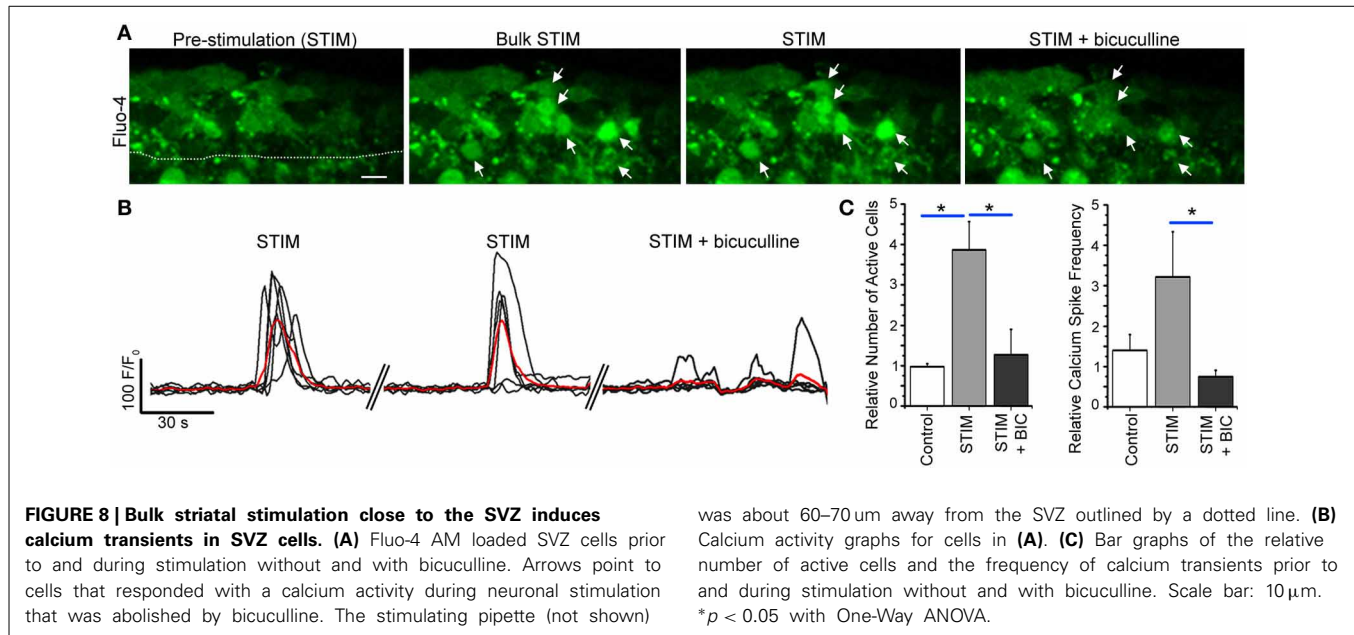 A
Pre-stimulation (STIM)
Bulk STIM
STIM
STIM + bicuculline
Fluo-4
B
STIM
STIM
STIM + bicuculline
100 F/F0
30 s
C
Relative Number of Active Cells
5
4
3
2
1
0
*
*
Control
STIM
STIM
+ BIC
Relative Calcium Spike Frequency
5
4
3
2
1
0
*
Control
STIM
STIM
+ BIC
FIGURE 8 | Bulk striatal stimulation close to the SVZ induces
calcium transients in SVZ cells. (A) Fluo-4 AM loaded SVZ cells prior
to and during stimulation without and with bicuculline. Arrows point to
cells that responded with a calcium activity during neuronal stimulation
that was abolished by bicuculline. The stimulating pipette (not shown)
was about 60–70 um away from the SVZ outlined by a dotted line. (B)
Calcium activity graphs for cells in (A). (C) Bar graphs of the relative
number of active cells and the frequency of calcium transients prior to
and during stimulation without and with bicuculline. Scale bar: 10 μm.
*p < 0.05 with One-Way ANOVA.